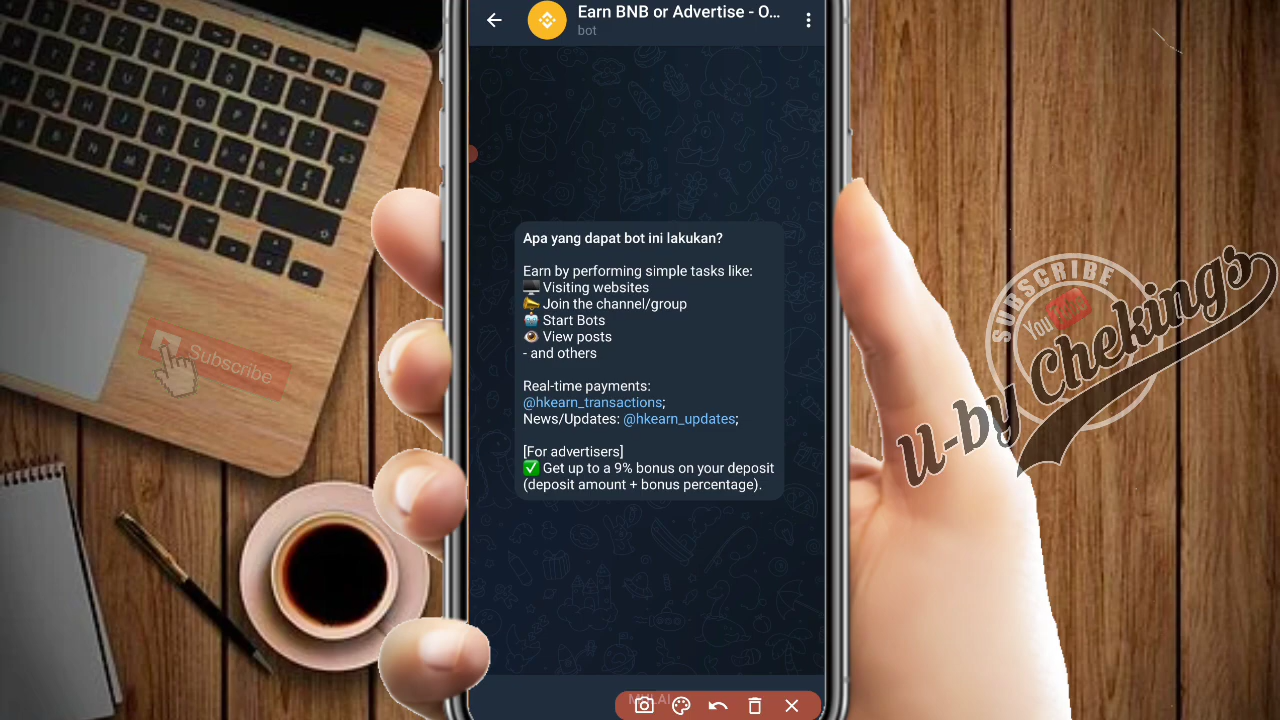 Earn BNB or Advertise - O...
bot
Apa yang dapat bot ini lakukan?
Earn by performing simple tasks like:
🖥 Visiting websites
📣 Join the channel/group
🤖 Start Bots
👁 View posts
- and others
Real-time payments:
@hkearn_transactions;
News/Updates: @hkearn_updates;
[For advertisers]
✅ Get up to a 9% bonus on your deposit
(deposit amount + bonus percentage).
MULAI
Subscribe
SUBSCRIBE
You
U-by Chekings